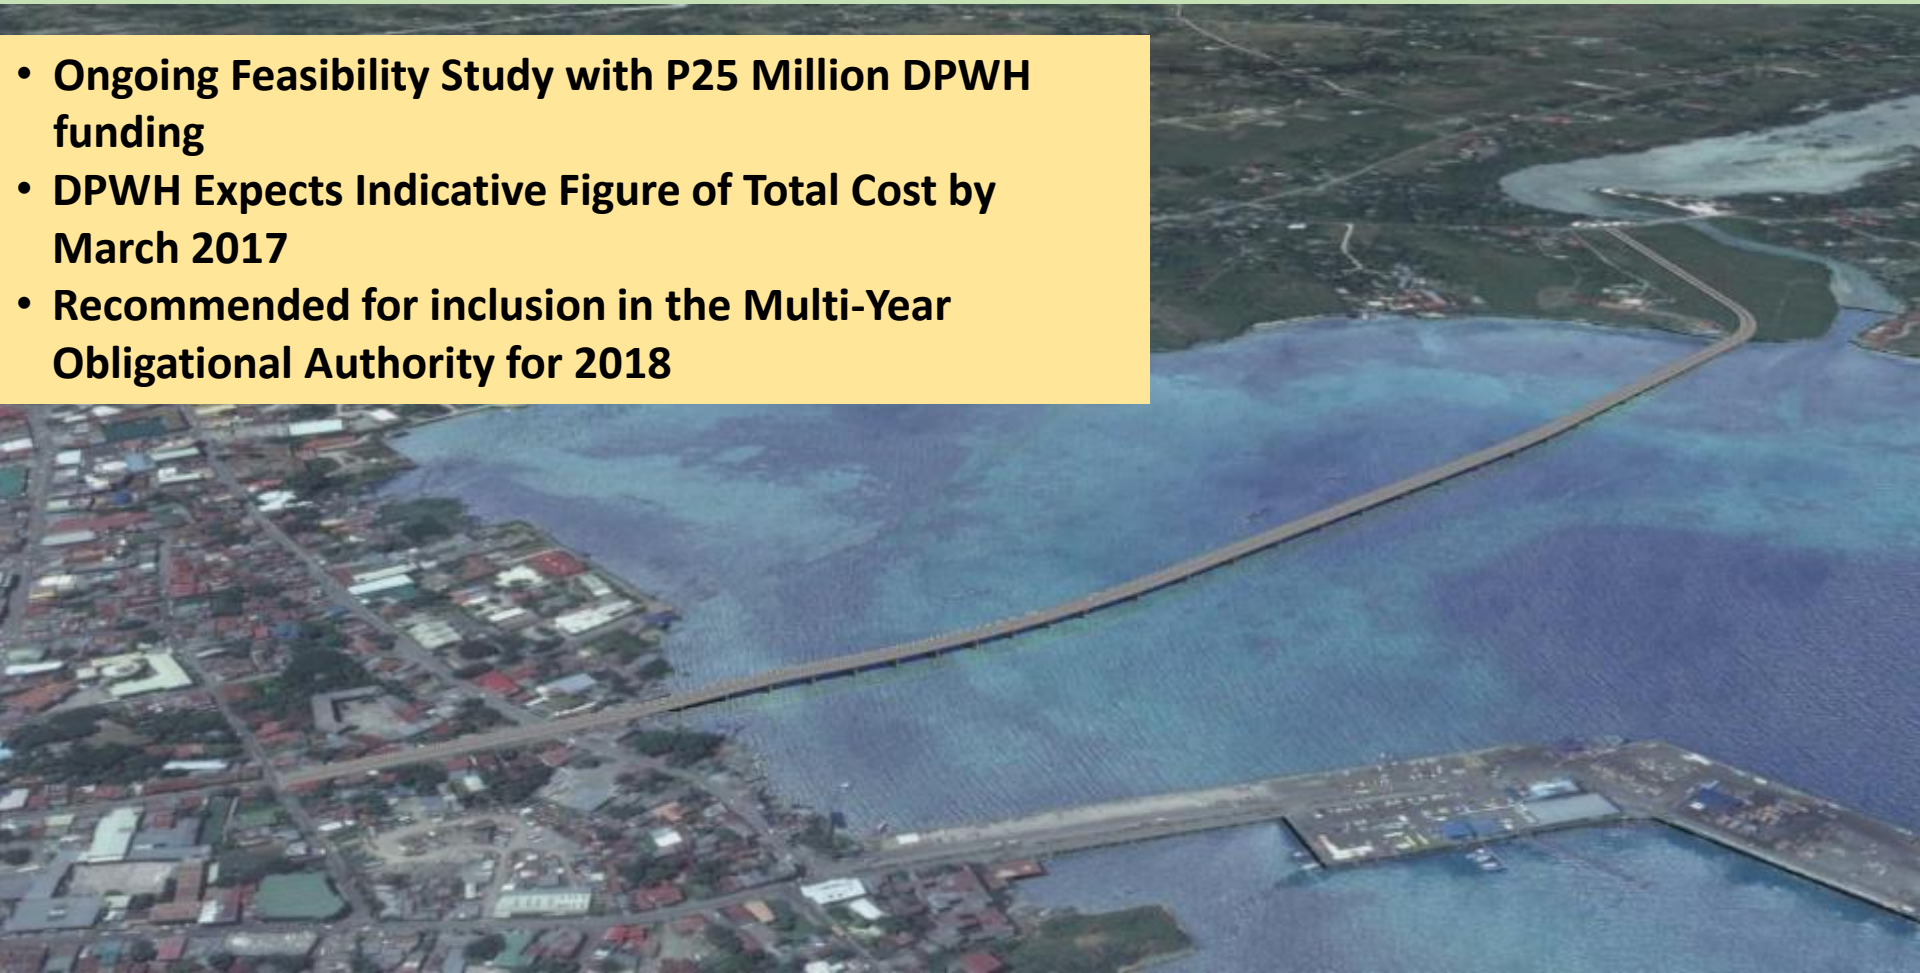 • Ongoing Feasibility Study with P25 Million DPWH
funding
• DPWH Expects Indicative Figure of Total Cost by
March 2017
• Recommended for inclusion in the Multi-Year
Obligational Authority for 2018